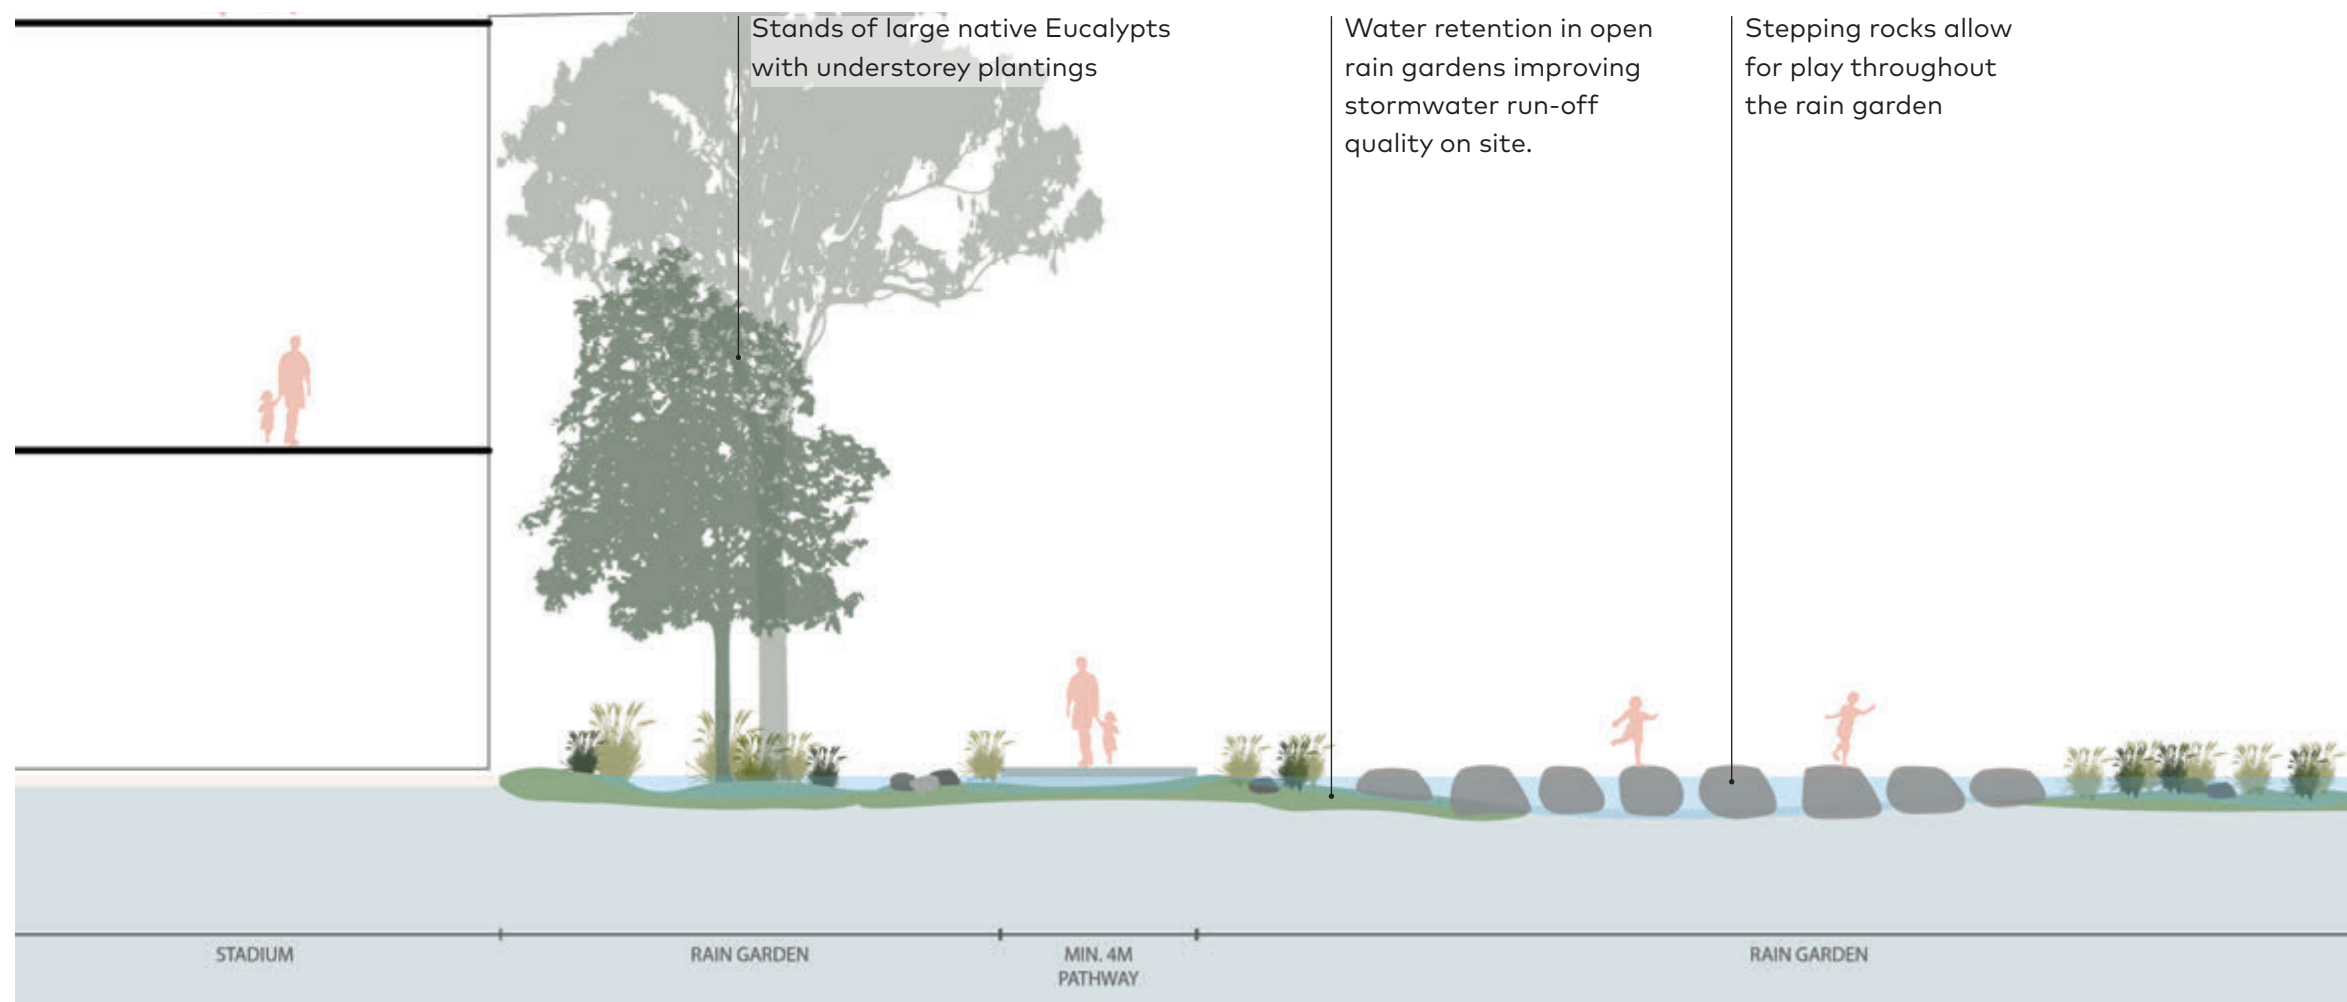 Stands of large native Eucalypts
with understorey plantings
Water retention in open
rain gardens improving
stormwater run-off
quality on site.
Stepping rocks allow
for play throughout
the rain garden
STADIUM
RAIN GARDEN
MIN. 4M
PATHWAY
RAIN GARDEN